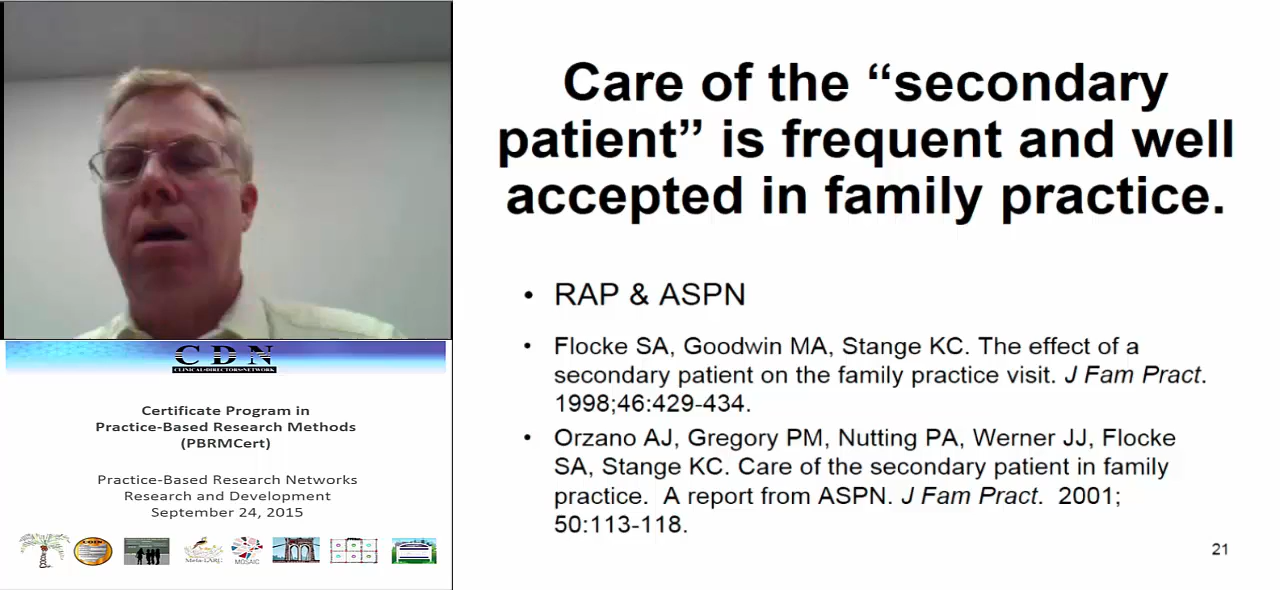 Care of the “secondary
patient” is frequent and well
accepted in family practice.
• RAP & ASPN
• Flocke SA, Goodwin MA, Stange KC. The effect of a
secondary patient on the family practice visit. J Fam Pract.
1998;46:429-434.
• Orzano AJ, Gregory PM, Nutting PA, Werner JJ, Flocke
SA, Stange KC. Care of the secondary patient in family
practice. A report from ASPN. J Fam Pract. 2001;
50:113-118.
21
CDN
CLINICAL·DIRECTORS·NETWORK
Certificate Program in
Practice-Based Research Methods
(PBRMCert)
Practice-Based Research Networks
Research and Development
September 24, 2015
MOSAIC